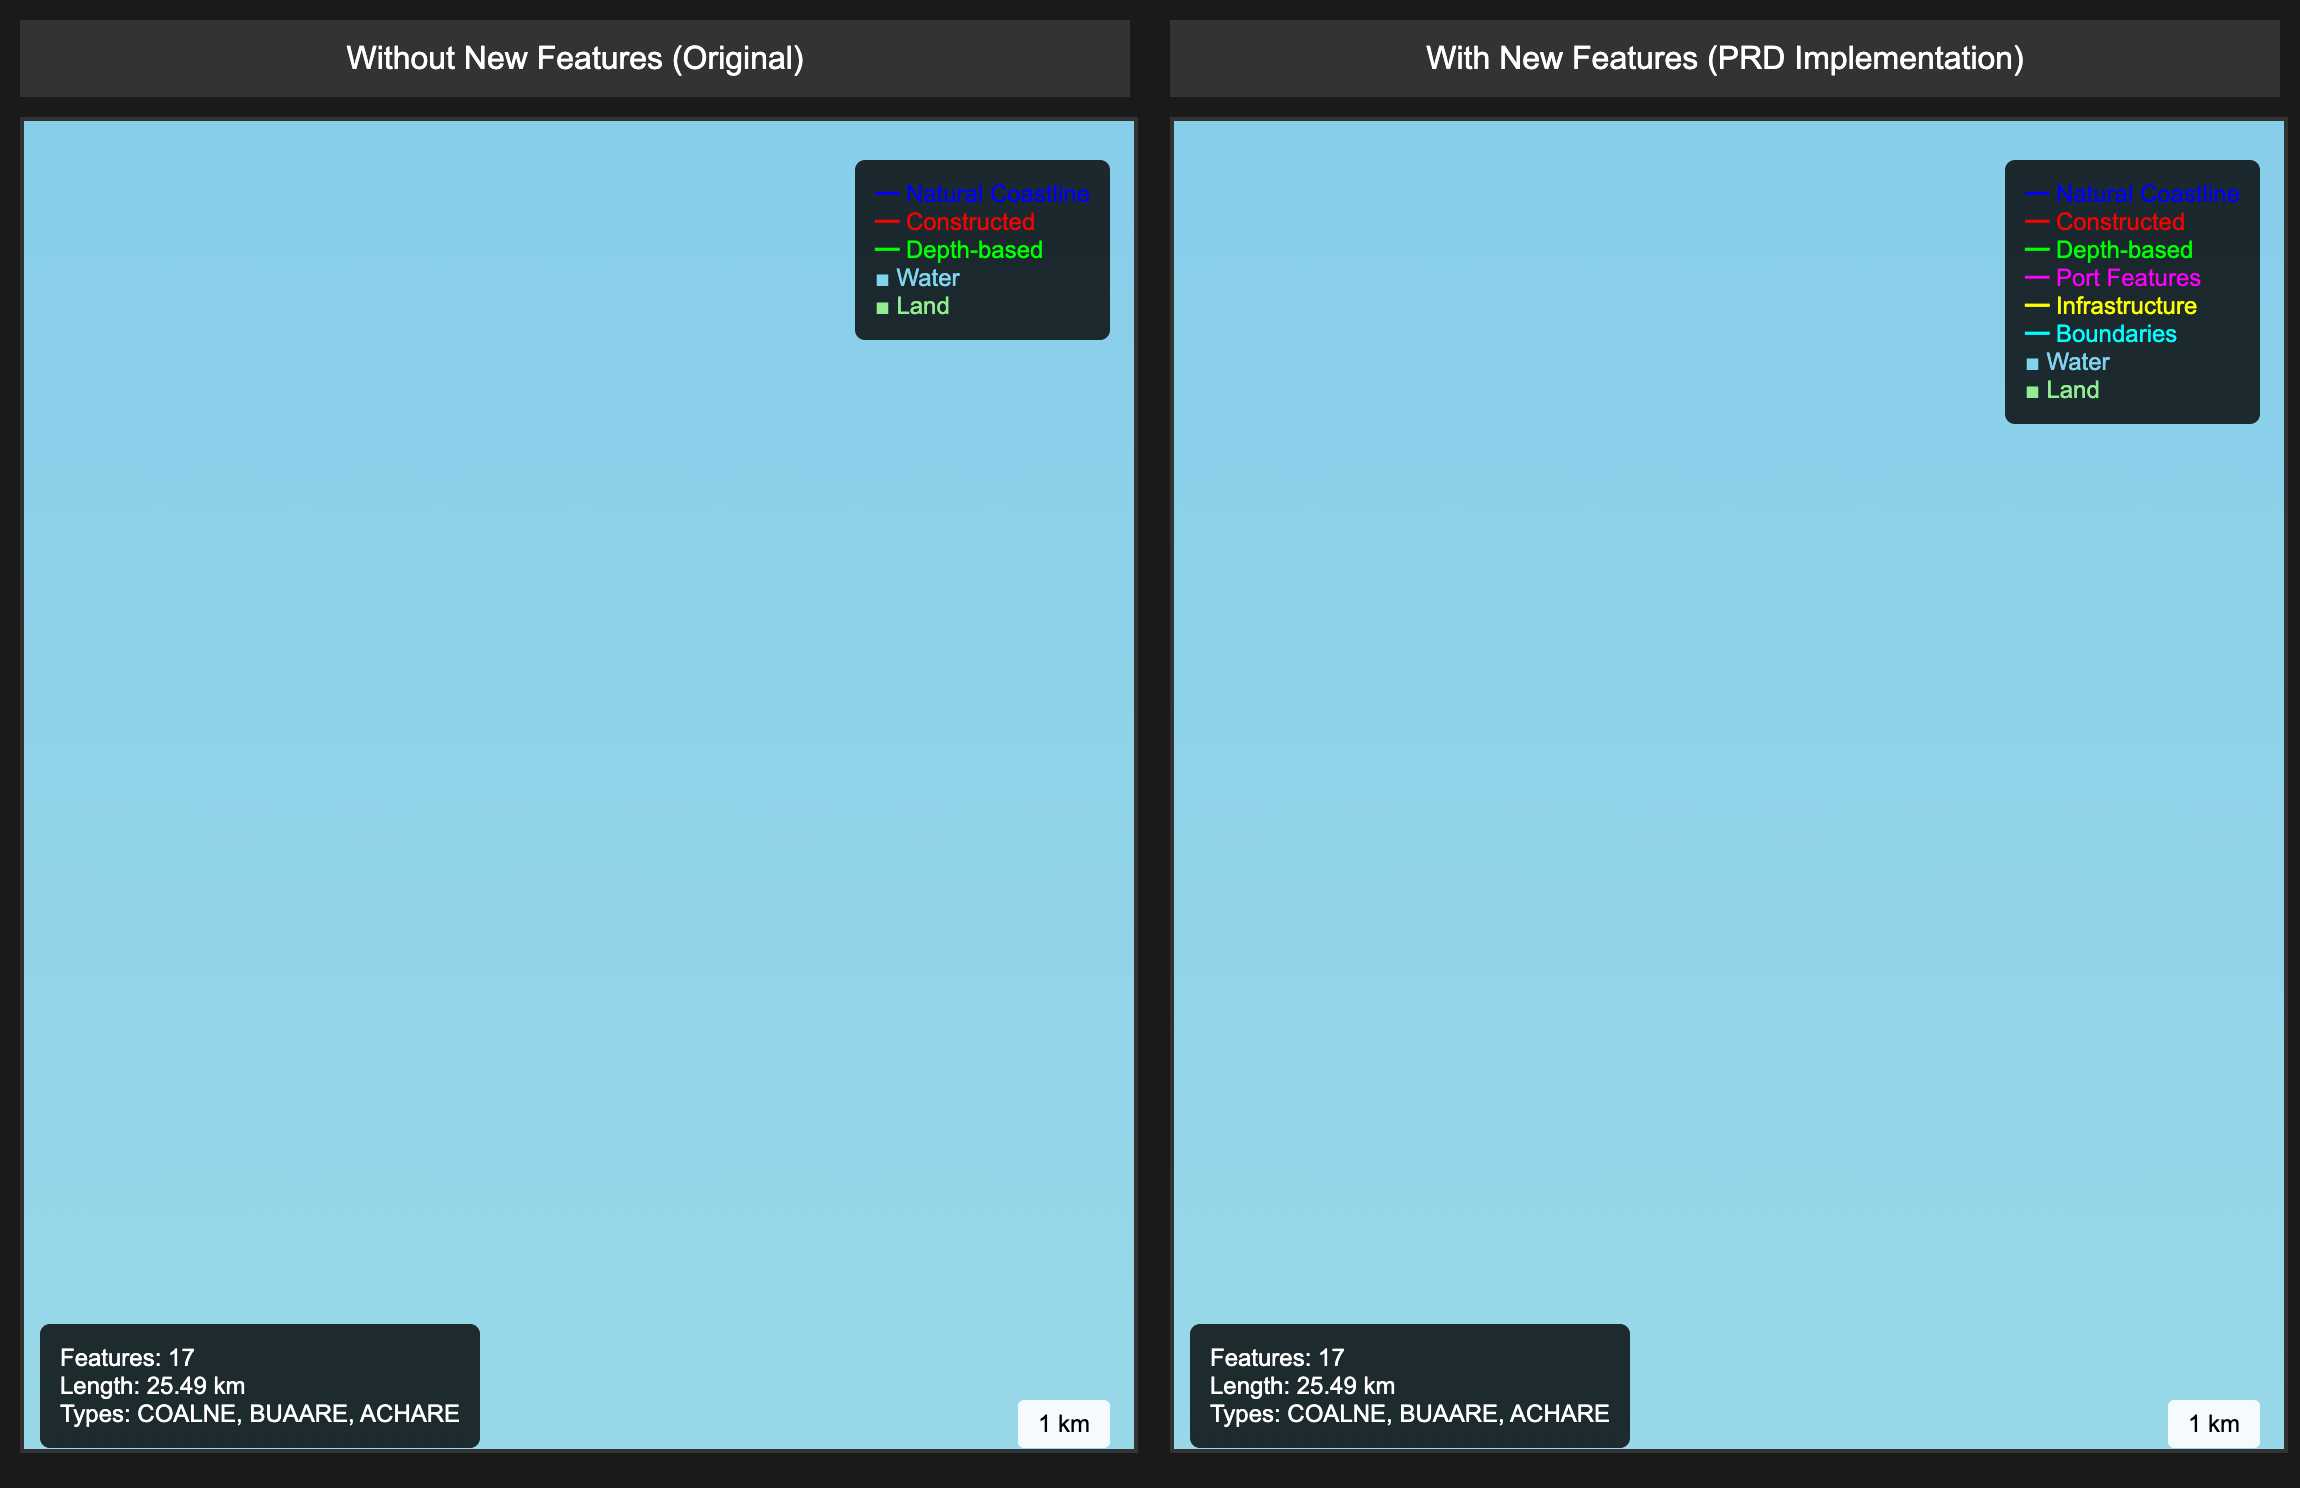 Without New Features (Original)
— Natural Coastline
— Constructed
— Depth-based
■ Water
■ Land
Features: 17
Length: 25.49 km
Types: COALNE, BUAARE, ACHARE
1 km
With New Features (PRD Implementation)
— Natural Coastline
— Constructed
— Depth-based
— Port Features
— Infrastructure
— Boundaries
■ Water
■ Land
Features: 17
Length: 25.49 km
Types: COALNE, BUAARE, ACHARE
1 km